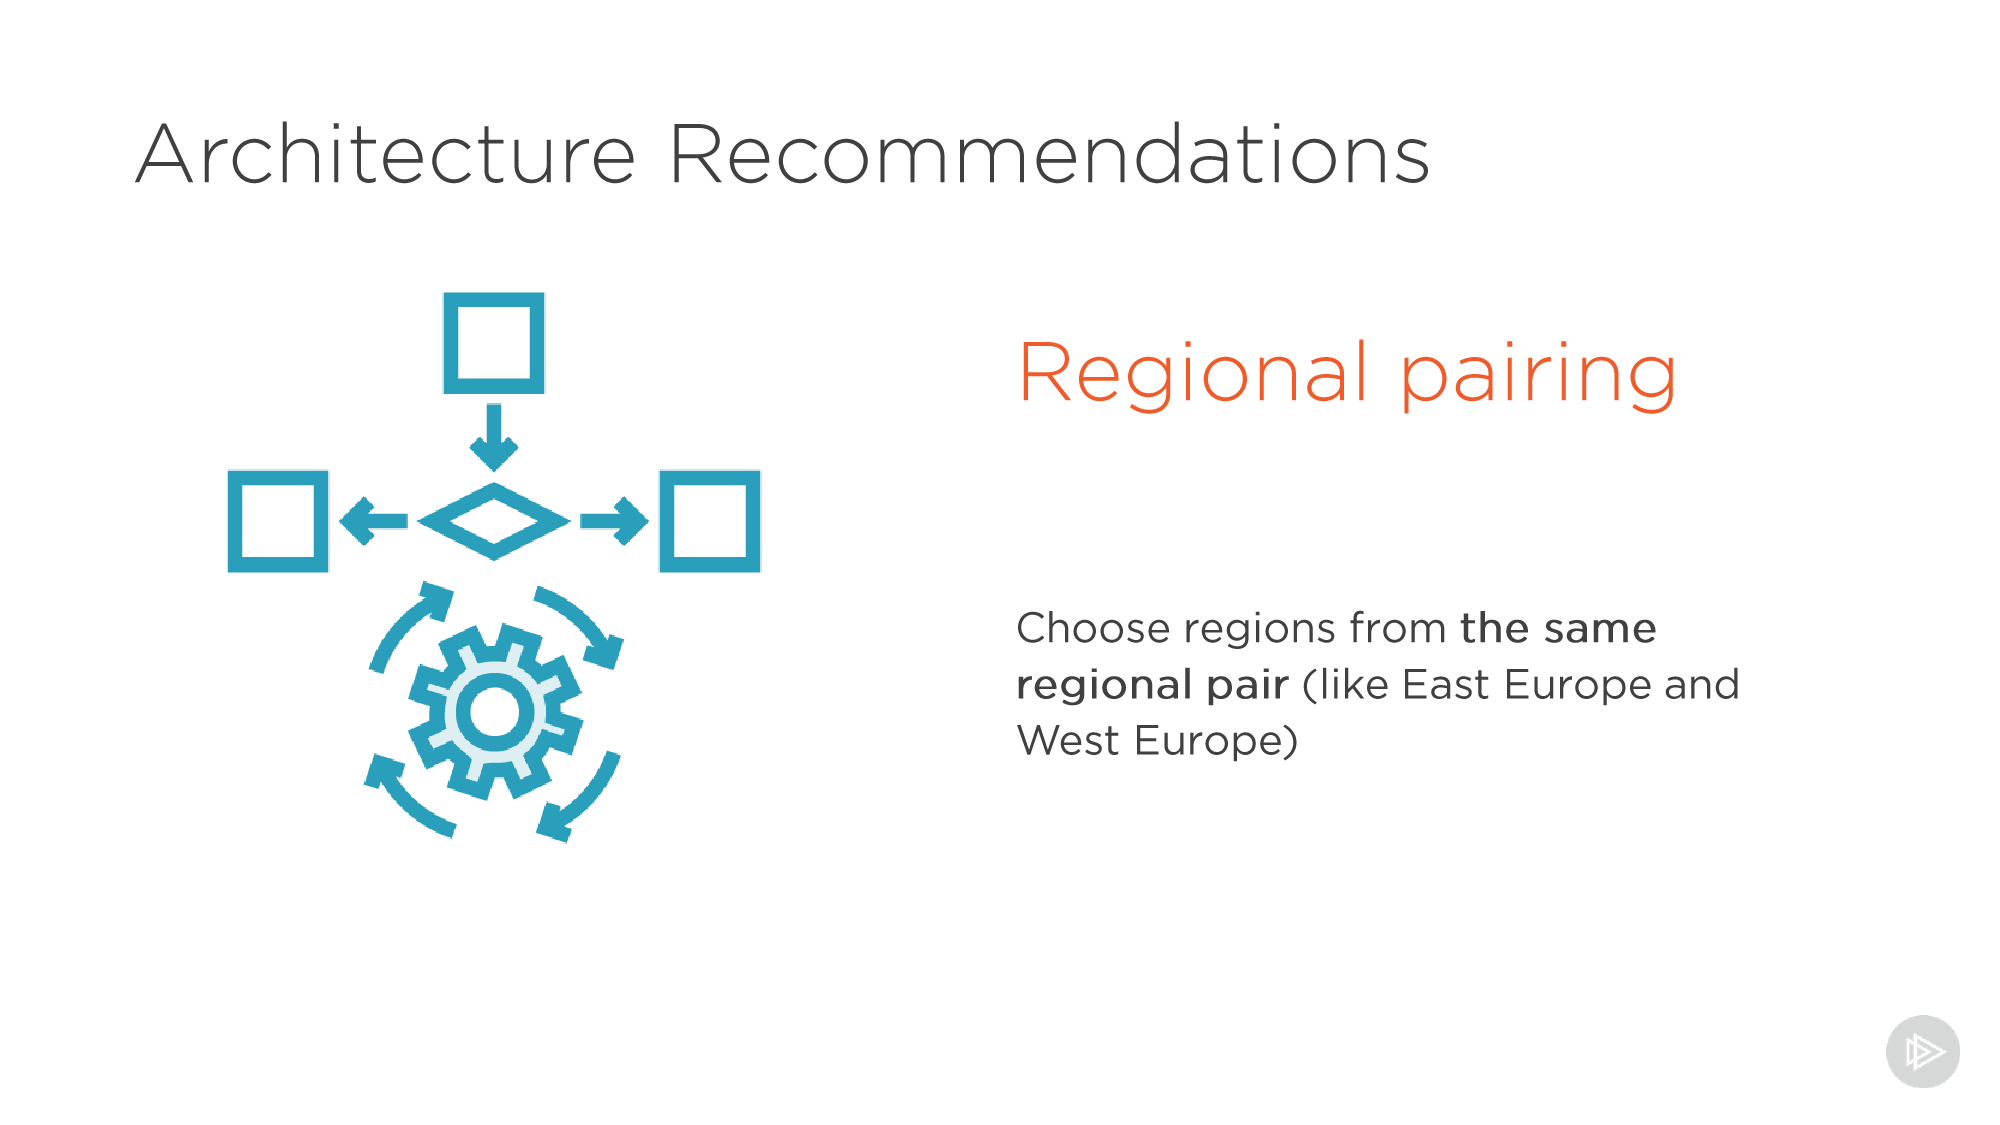 Architecture Recommendations
Regional pairing
Choose regions from the same
regional pair (like East Europe and
West Europe)